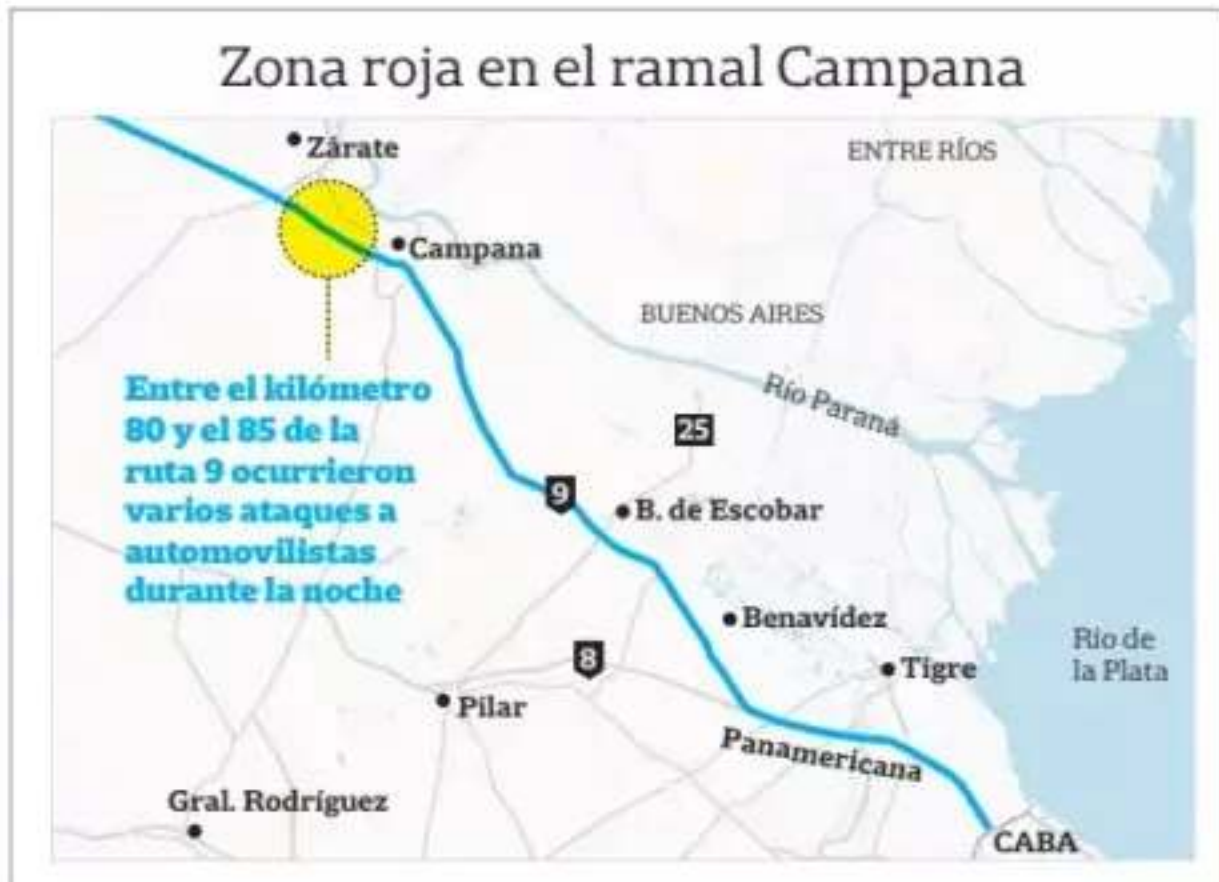 Zona roja en el ramal Campana
Zárate
ENTRE RÍOS
Campana
BUENOS AIRES
Entre el kilómetro
80 y el 85 de la
ruta 9 ocurrieron
varios ataques a
automovilistas
durante la noche
Río Paraná
25
9
B. de Escobar
Benavídez
8
Río de
la Plata
Tigre
Pilar
Panamericana
Gral. Rodríguez
CABA